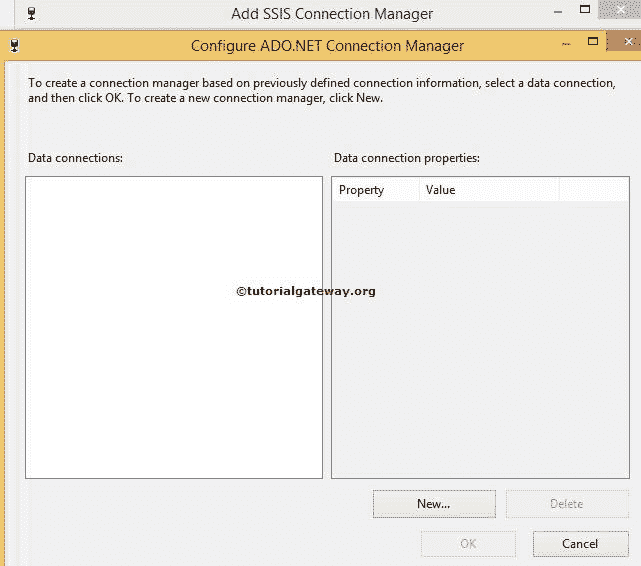 Add SSIS Connection Manager
Configure ADO.NET Connection Manager
To create a connection manager based on previously defined connection information, select a data connection,
and then click OK. To create a new connection manager, click New.
Data connections:
Data connection properties:
Property Value
©tutorialgateway.org
New... Delete
OK Cancel